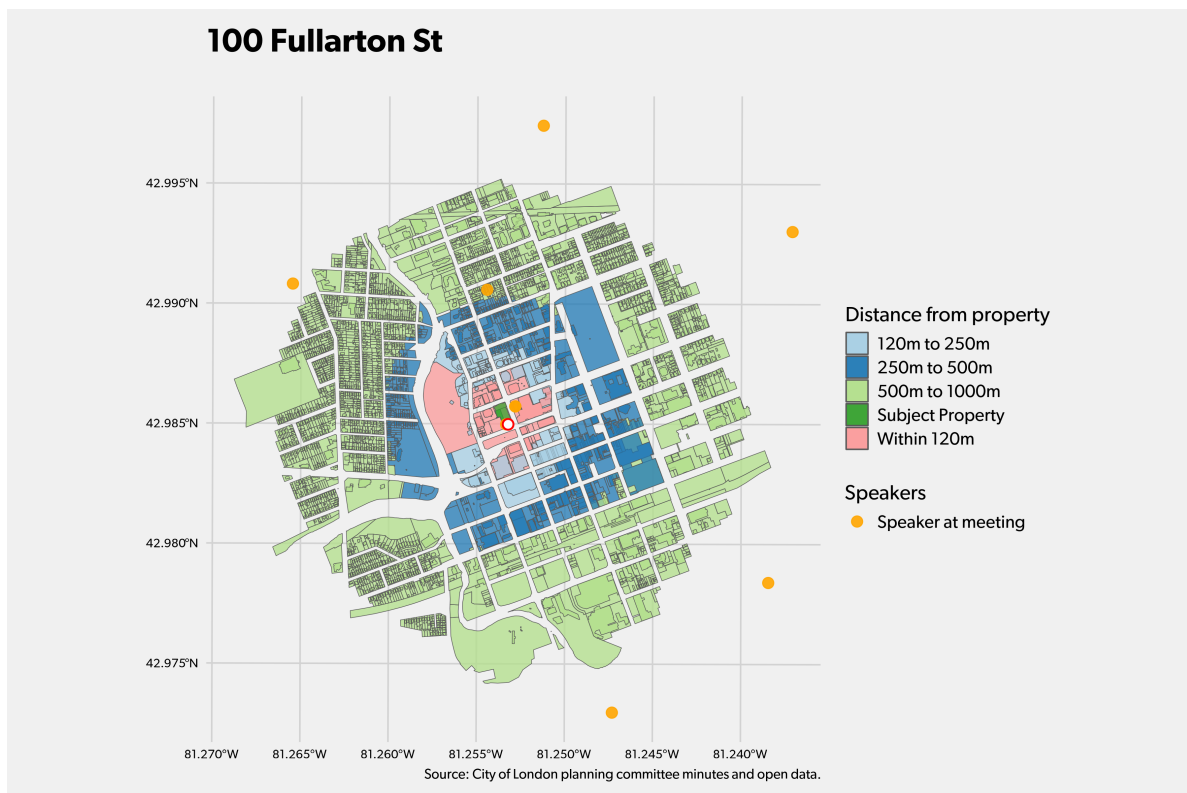 100 Fullarton St
42.995°N
42.990°N
42.985°N
42.980°N
42.975°N
81.270°W 81.265°W 81.260°W 81.255°W 81.250°W 81.245°W 81.240°W
Source: City of London planning committee minutes and open data.
Distance from property
120m to 250m
250m to 500m
500m to 1000m
Subject Property
Within 120m
Speakers
Speaker at meeting